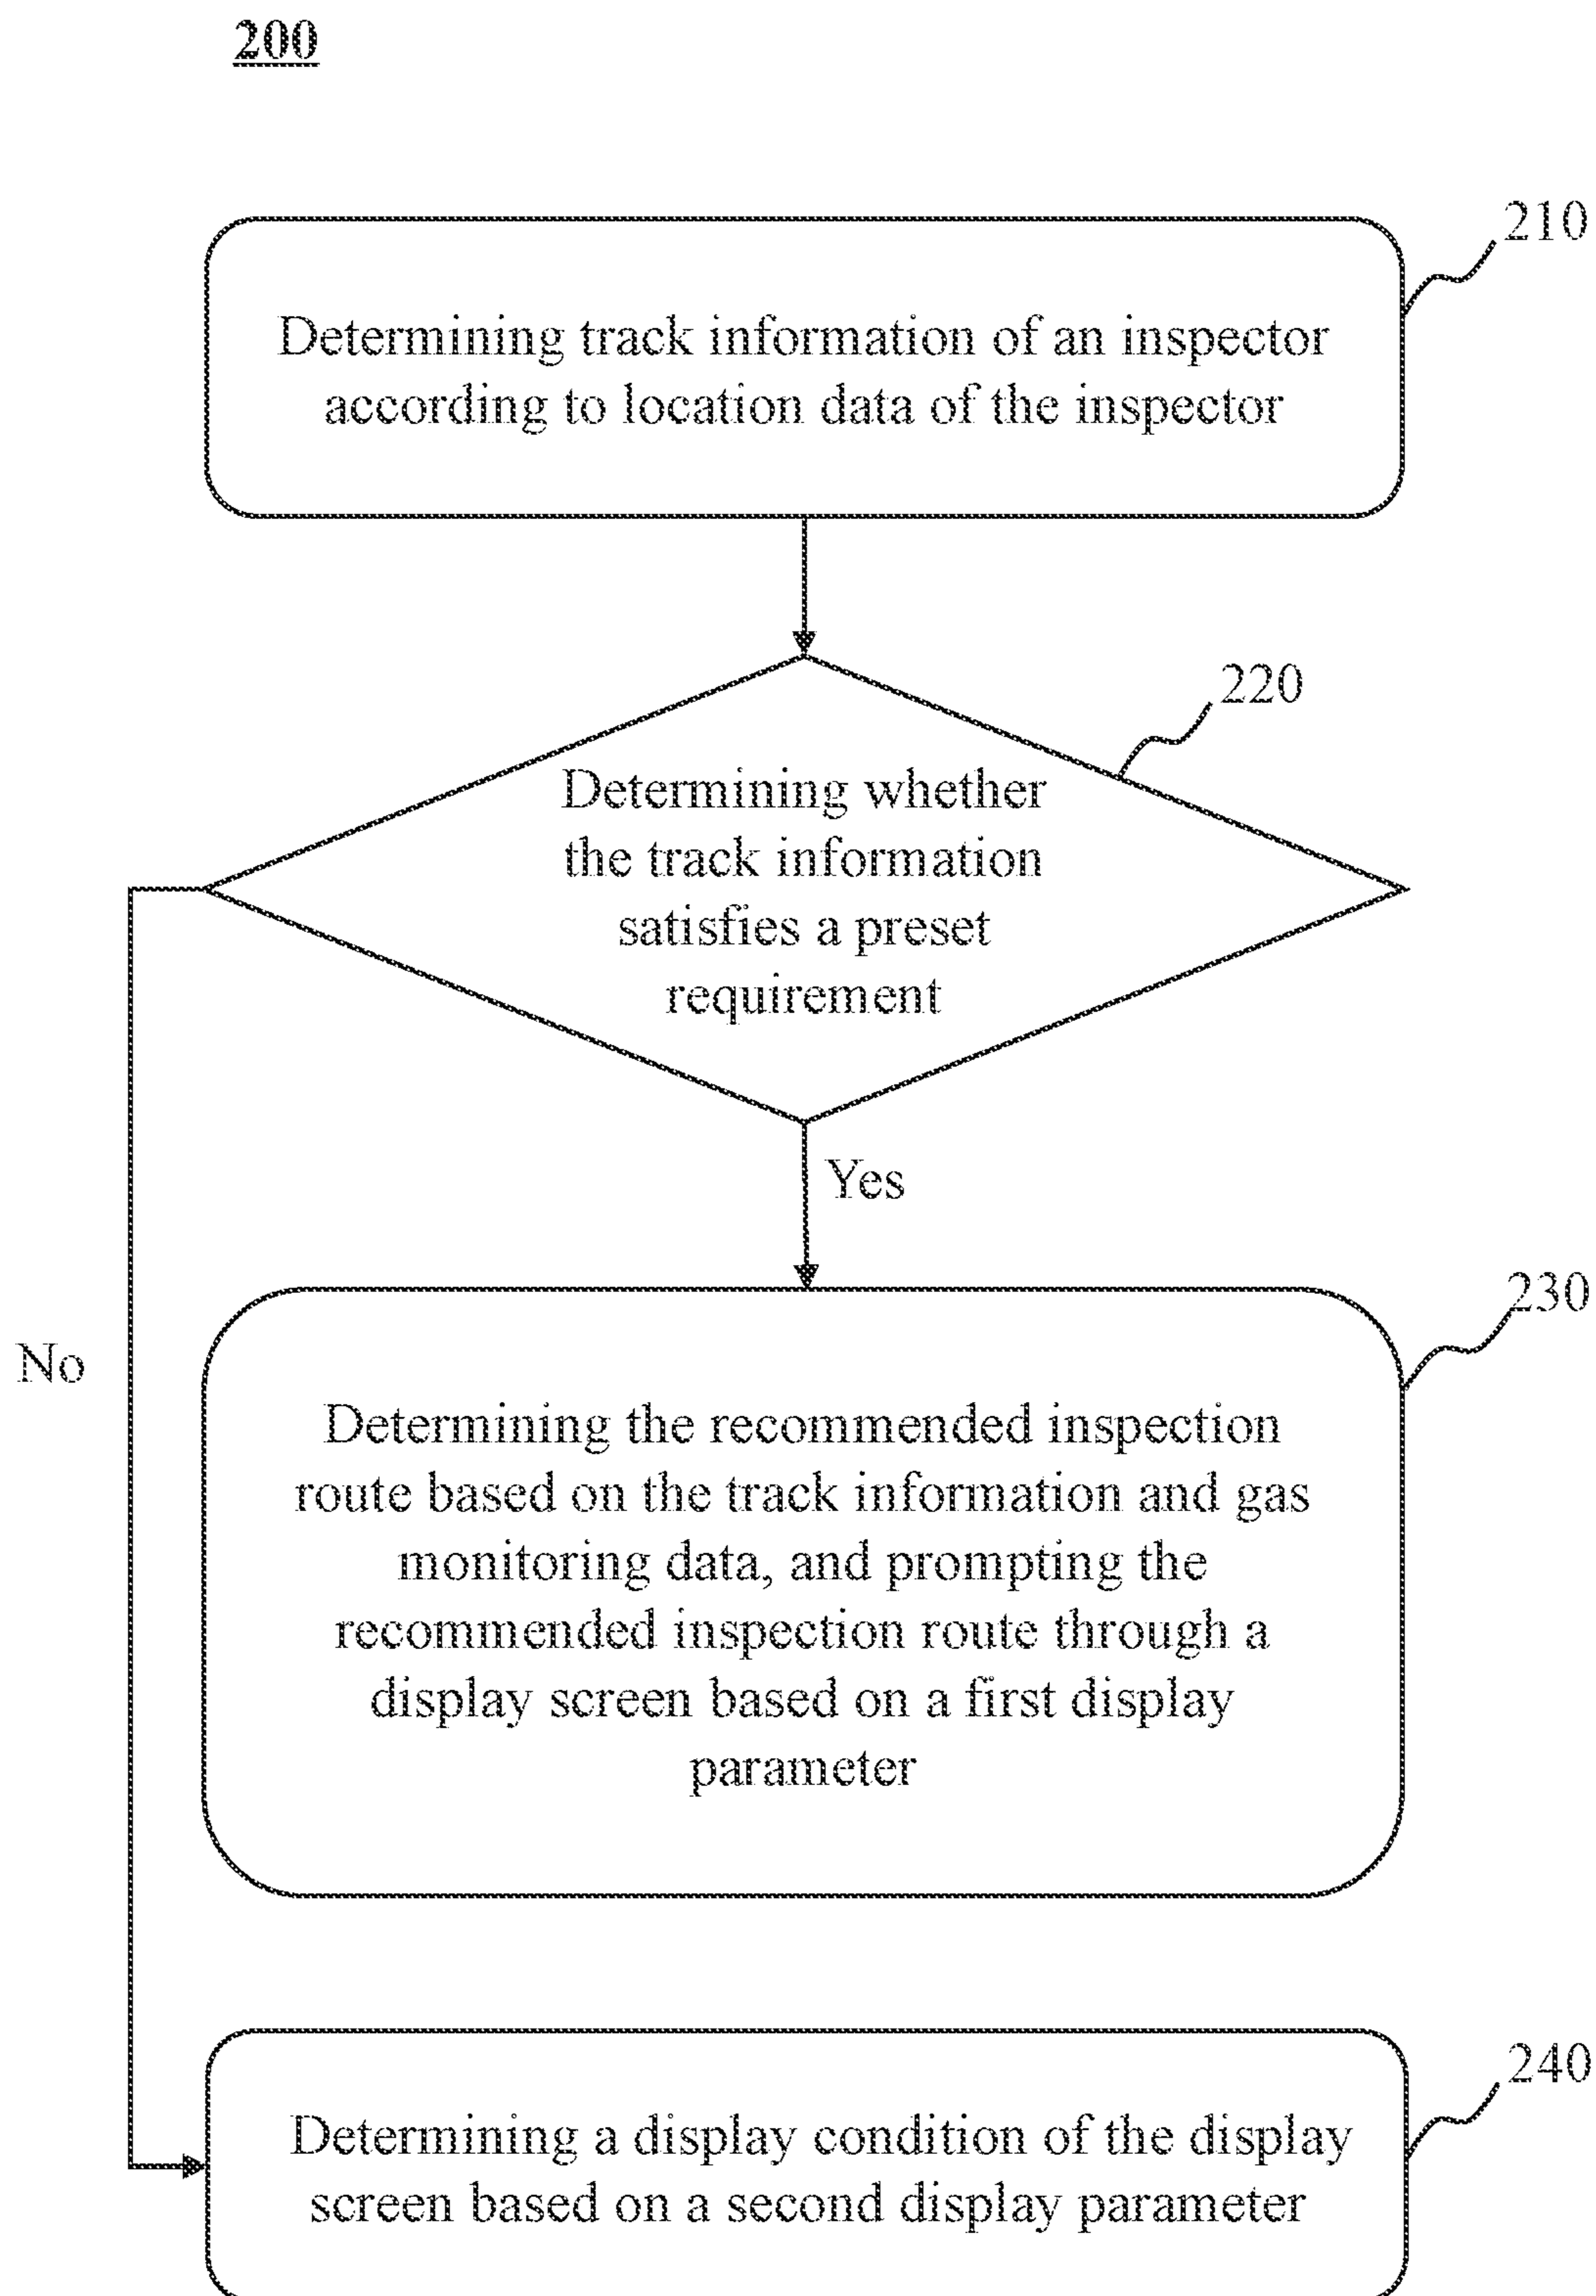 200
210
Determining track information of an inspector
according to location data of the inspector
220
Determining whether
the track information
satisfies a preset
requirement
Yes
No
230
Determining the recommended inspection
route based on the track information and gas
monitoring data, and prompting the
recommended inspection route through a
display screen based on a first display
parameter
240
Determining a display condition of the display
screen based on a second display parameter